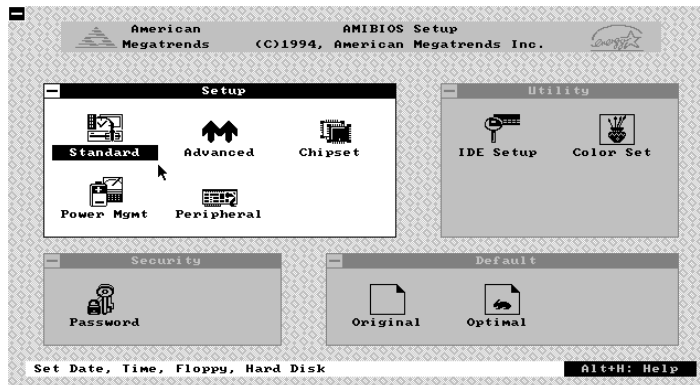 American
Megatrends
AMIBIOS Setup
(C)1994, American Megatrends Inc.
energy
Setup
Standard
Advanced
Chipset
Power Mgmt
Peripheral
Utility
IDE Setup
Color Set
Security
Password
Default
Original
Optimal
Set Date, Time, Floppy, Hard Disk
Alt+H: Help